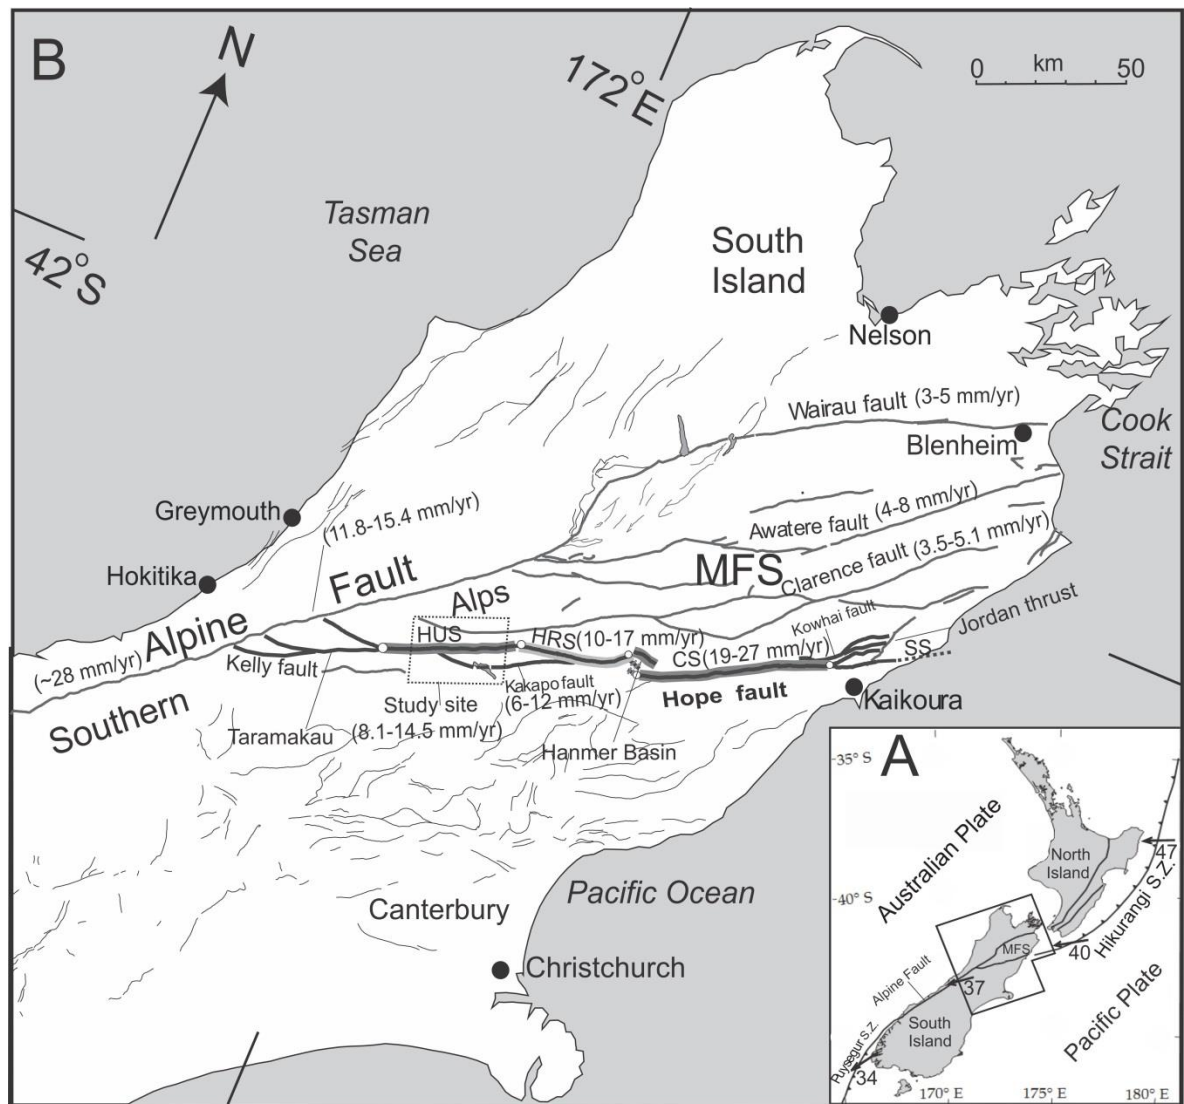 B
N
172°E
0 km 50
42°S
Tasman
Sea
South
Island
Nelson
Wairau fault (3-5 mm/yr)
Blenheim
Cook
Strait
Greymouth
(11.8-15.4 mm/yr)
Awatere fault (4-8 mm/yr)
Hokitika
Alpine Fault
MFS
Clarence fault (3.5-5.1 mm/yr)
Alps
Kowhai fault
Jordan thrust
HUS
HRS(10-17 mm/yr)
CS(19-27 mm/yr)
SS
(~28 mm/yr)
Kelly fault
Kakapo fault
(6-12 mm/yr)
Hope fault
Kaikoura
Southern
Study site
Taramakau
(8.1-14.5 mm/yr)
Hanmer Basin
Pacific Ocean
Canterbury
Christchurch
A
-35° S
Australian Plate
North
Island
47
-40° S
Hikurangi S.Z.
MFS
40
37
Alpine Fault
Pacific Plate
South
Island
Puysegur S.Z.
34
170° E 175° E 180° E